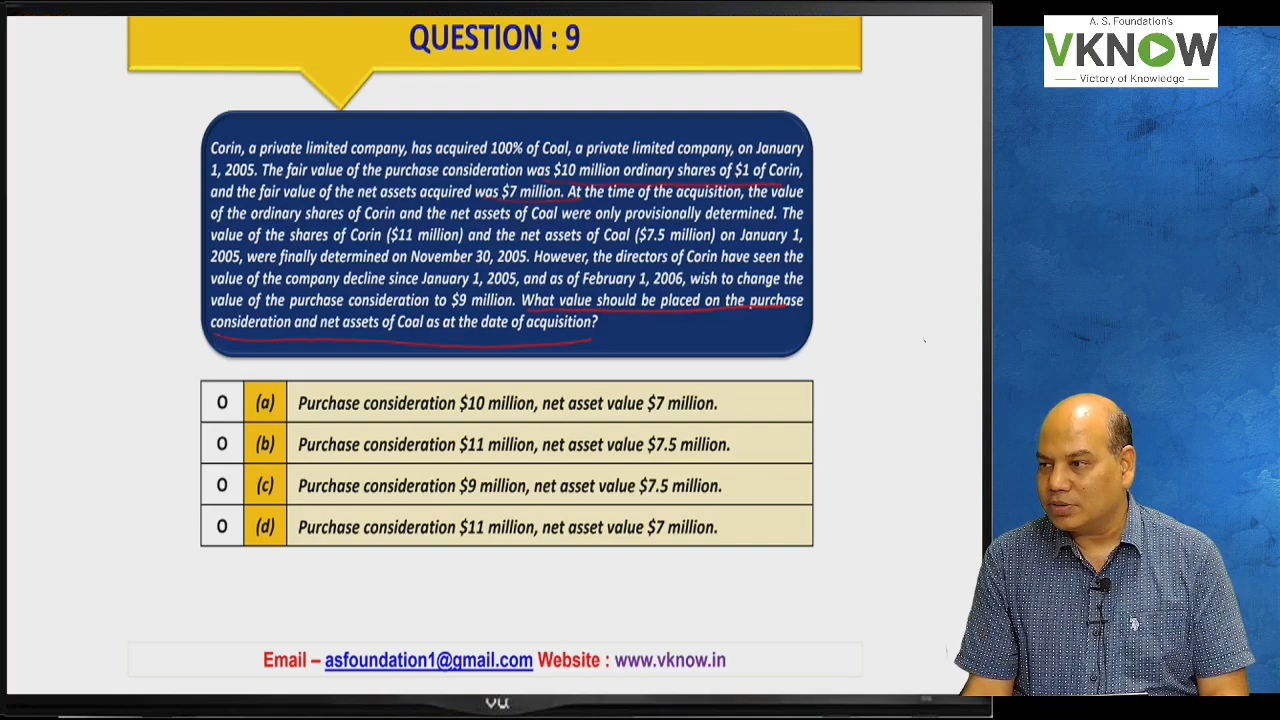 QUESTION : 9
A. S. Foundation's
VKNOW
Victory of Knowledge
Corin, a private limited company, has acquired 100% of Coal, a private limited company, on January
1, 2005. The fair value of the purchase consideration was $10 million ordinary shares of $1 of Corin,
and the fair value of the net assets acquired was $7 million. At the time of the acquisition, the value
of the ordinary shares of Corin and the net assets of Coal were only provisionally determined. The
value of the shares of Corin ($11 million) and the net assets of Coal ($7.5 million) on January 1,
2005, were finally determined on November 30, 2005. However, the directors of Corin have seen the
value of the company decline since January 1, 2005, and as of February 1, 2006, wish to change the
value of the purchase consideration to $9 million. What value should be placed on the purchase
consideration and net assets of Coal as at the date of acquisition?
O (a) Purchase consideration $10 million, net asset value $7 million.
O (b) Purchase consideration $11 million, net asset value $7.5 million.
O (c) Purchase consideration $9 million, net asset value $7.5 million.
O (d) Purchase consideration $11 million, net asset value $7 million.
Email – asfoundation1@gmail.com Website : www.vknow.in
vu